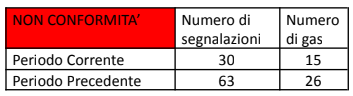 NON CONFORMITA’ Numero di segnalazioni Numero di gas
Periodo Corrente 30 15
Periodo Precedente 63 26